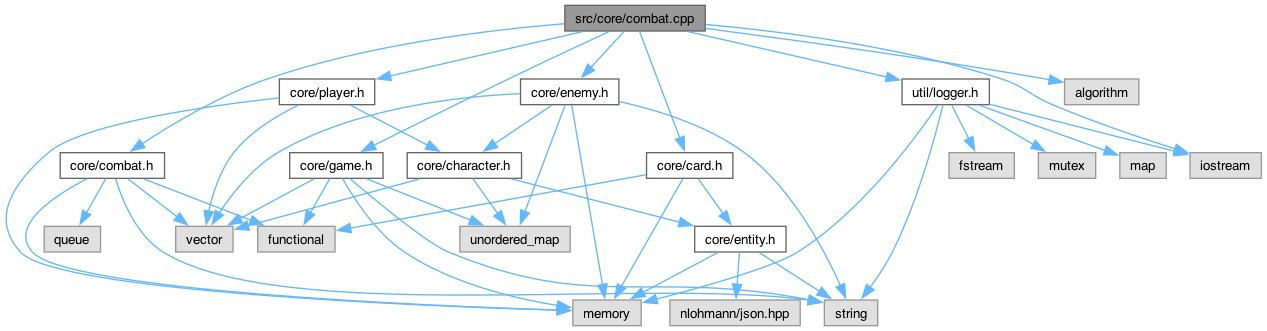 src/core/combat.cpp
core/player.h
core/enemy.h
util/logger.h
algorithm
core/combat.h
core/game.h
core/character.h
core/card.h
fstream
mutex
map
iostream
queue
vector
functional
unordered_map
core/entity.h
memory
nlohmann/json.hpp
string